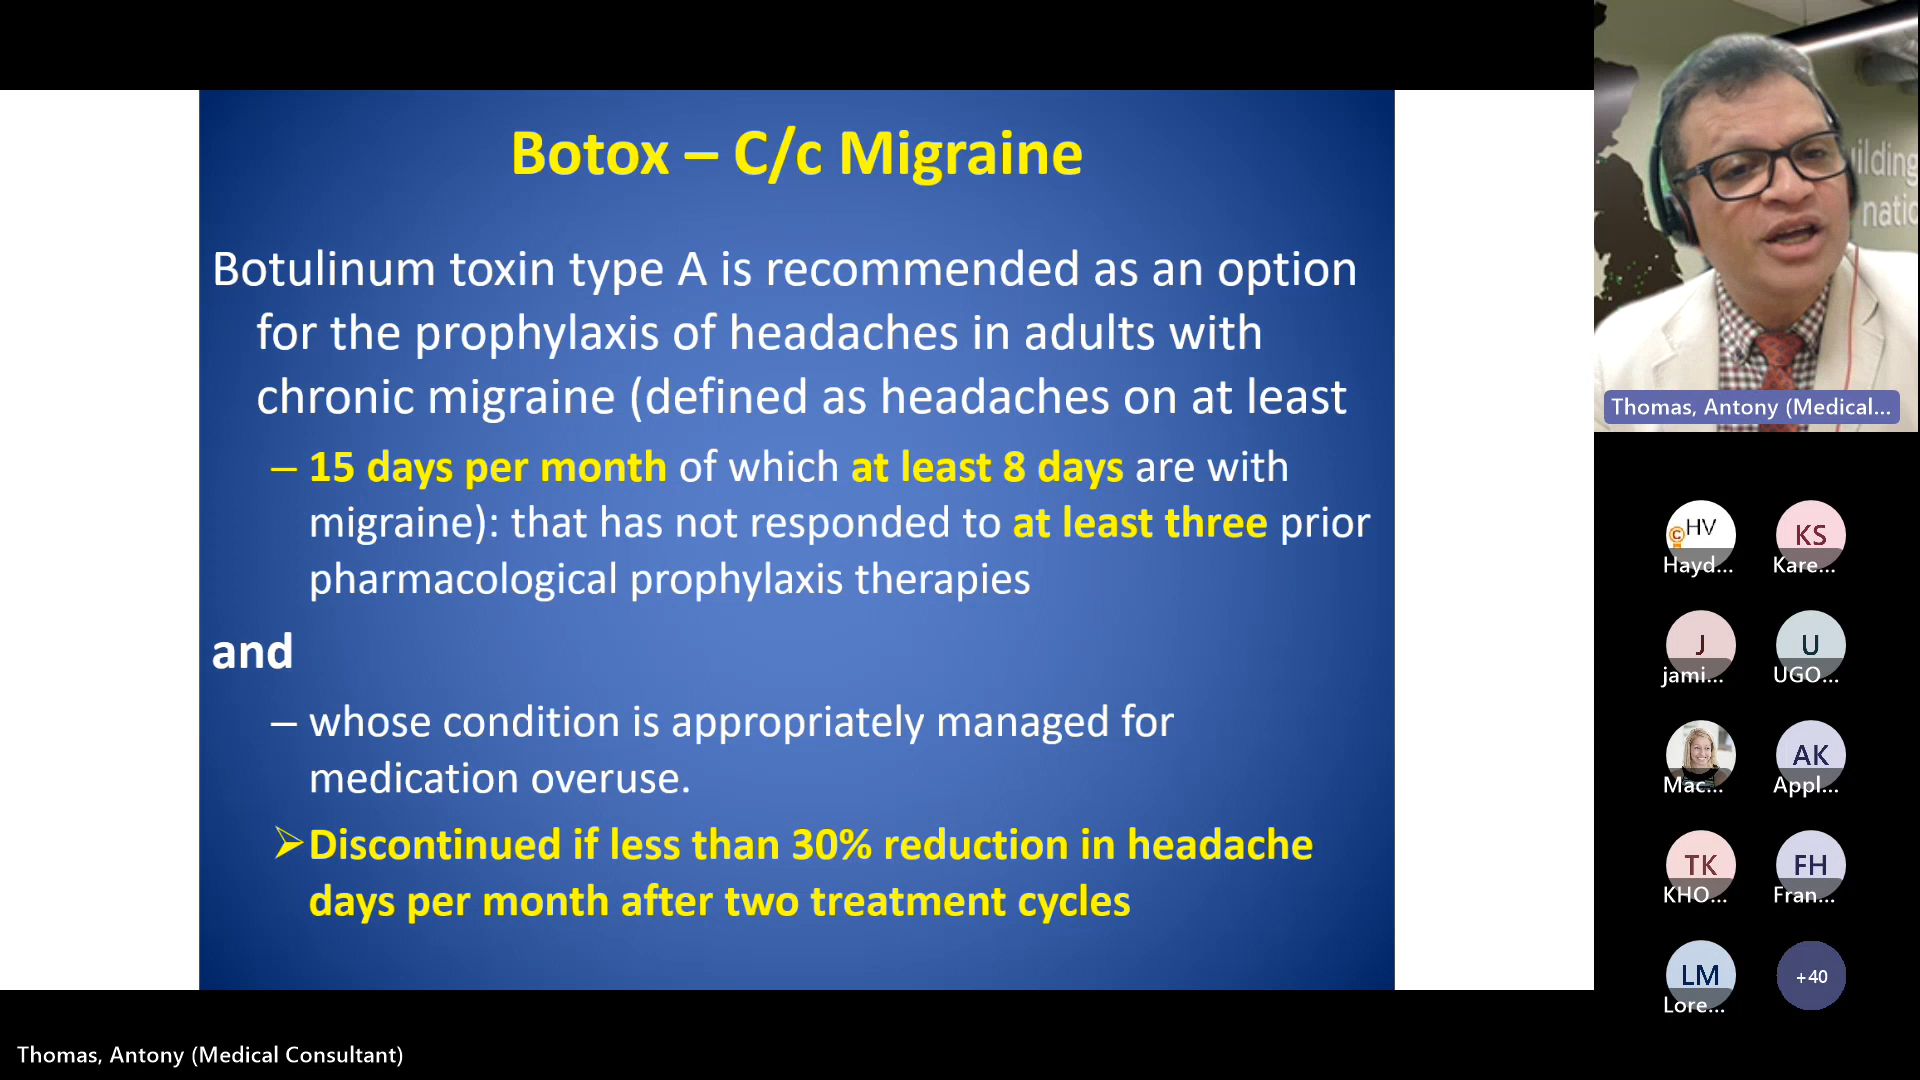 Botox – C/c Migraine
Botulinum toxin type A is recommended as an option
for the prophylaxis of headaches in adults with
chronic migraine (defined as headaches on at least
– 15 days per month of which at least 8 days are with
migraine): that has not responded to at least three prior
pharmacological prophylaxis therapies
and
– whose condition is appropriately managed for
medication overuse.
➢ Discontinued if less than 30% reduction in headache
days per month after two treatment cycles
ilding
natio
Thomas, Antony (Medical...
HV
Hayd...
KS
Kare...
J
jami...
U
UGO...
Mac...
AK
Appl...
TK
KHO...
FH
Fran...
LM
Lore...
+40
Thomas, Antony (Medical Consultant)